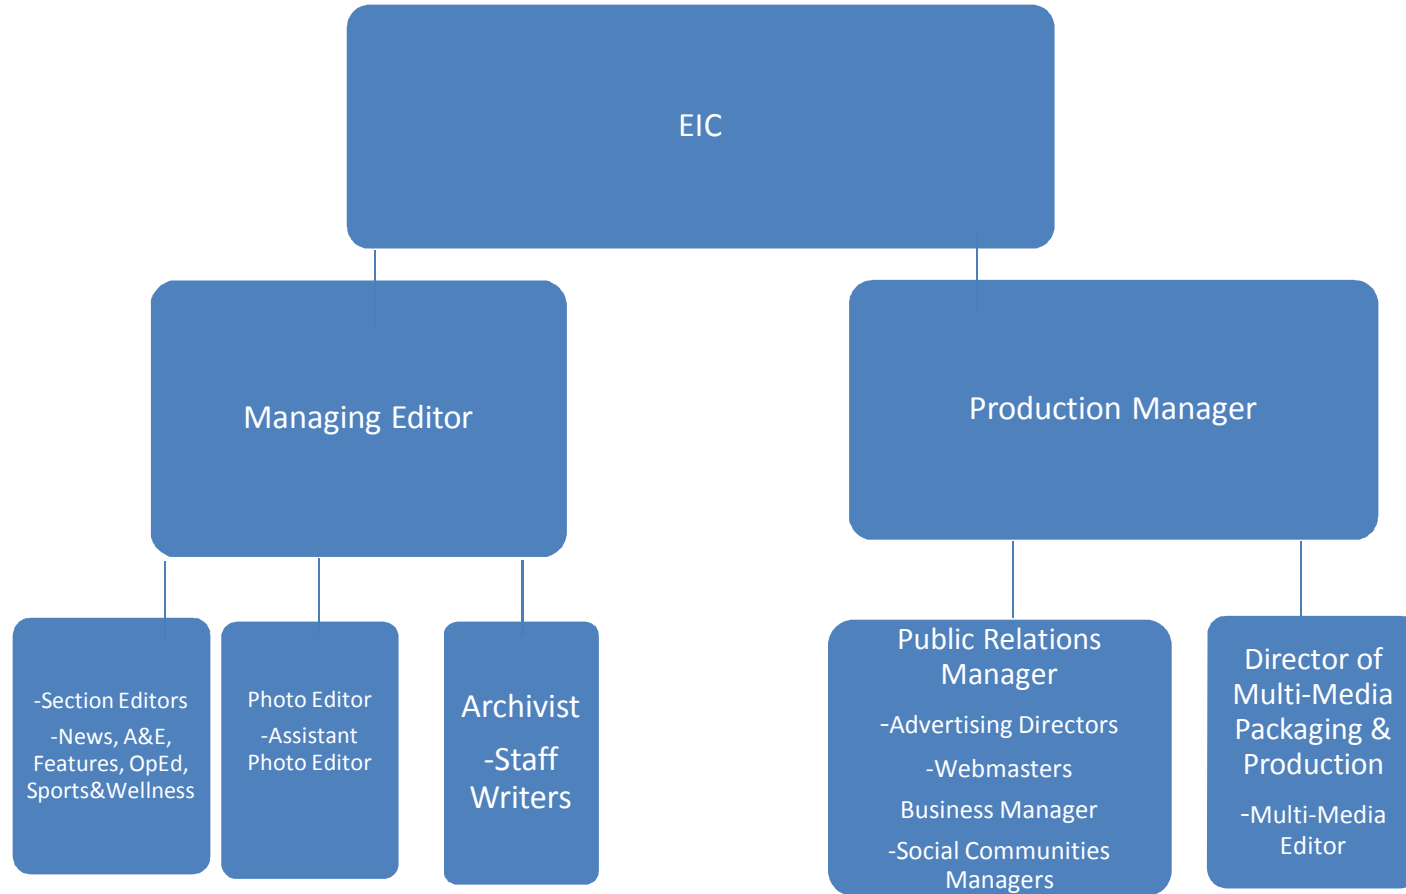 EIC
Managing Editor
Production Manager
-Section Editors
-News, A&E,
Features, OpEd,
Sports&Wellness
Photo Editor
-Assistant
Photo Editor
Archivist
-Staff
Writers
Public Relations
Manager
-Advertising Directors
-Webmasters
Business Manager
-Social Communities
Managers
Director of
Multi-Media
Packaging &
Production
-Multi-Media
Editor